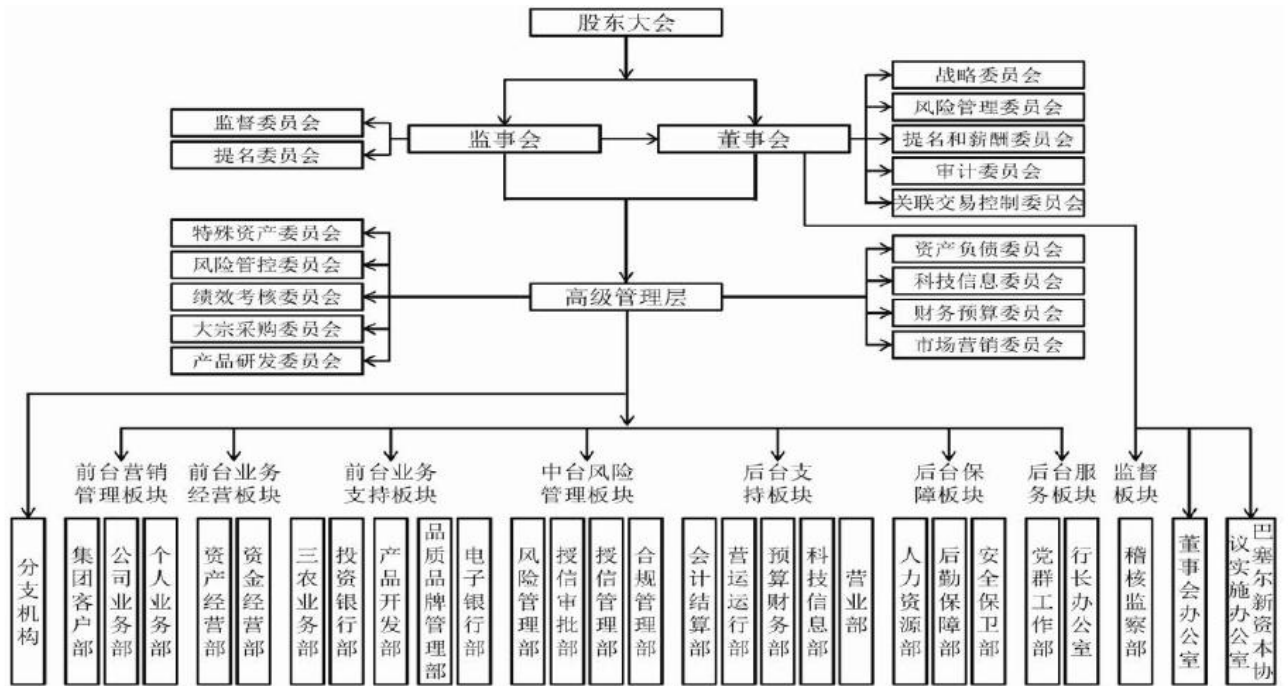 股东大会
监督委员会
提名委员会
监事会
董事会
战略委员会
风险管理委员会
提名和薪酬委员会
审计委员会
关联交易控制委员会
特殊资产委员会
风险管控委员会
绩效考核委员会
大宗采购委员会
产品研发委员会
高级管理层
资产负债委员会
科技信息委员会
财务预算委员会
市场营销委员会
前台营销
管理板块
前台业务
经营板块
前台业务
支持板块
中台风险
管理板块
后台支
持板块
后台保
障板块
后台服
务板块
监督
板块
分支机构
集团客户部
公司业务部
个人业务部
资产经营部
资金经营部
三农业务部
投资银行部
产品开发部
品质品牌管理部
电子银行部
风险管理部
授信审批部
授信管理部
合规管理部
会计结算部
营运运行部
预算财务部
科技信息部
营业部
人力资源部
后勤保障部
安全保卫部
党群工作部
行长办公室
稽核监察部
董事会办公室
巴塞尔新资本协
议实施办公室